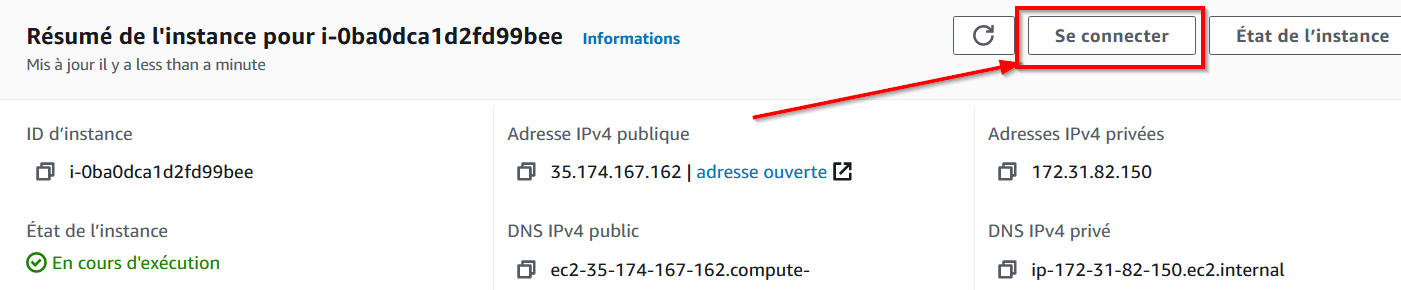 Résumé de l'instance pour i-0ba0dca1d2fd99bee Informations
Mis à jour il y a less than a minute
Se connecter
État de l’instance
ID d’instance
i-0ba0dca1d2fd99bee
Adresse IPv4 publique
35.174.167.162 | adresse ouverte
Adresses IPv4 privées
172.31.82.150
État de l’instance
En cours d'exécution
DNS IPv4 public
ec2-35-174-167-162.compute-
DNS IPv4 privé
ip-172-31-82-150.ec2.internal